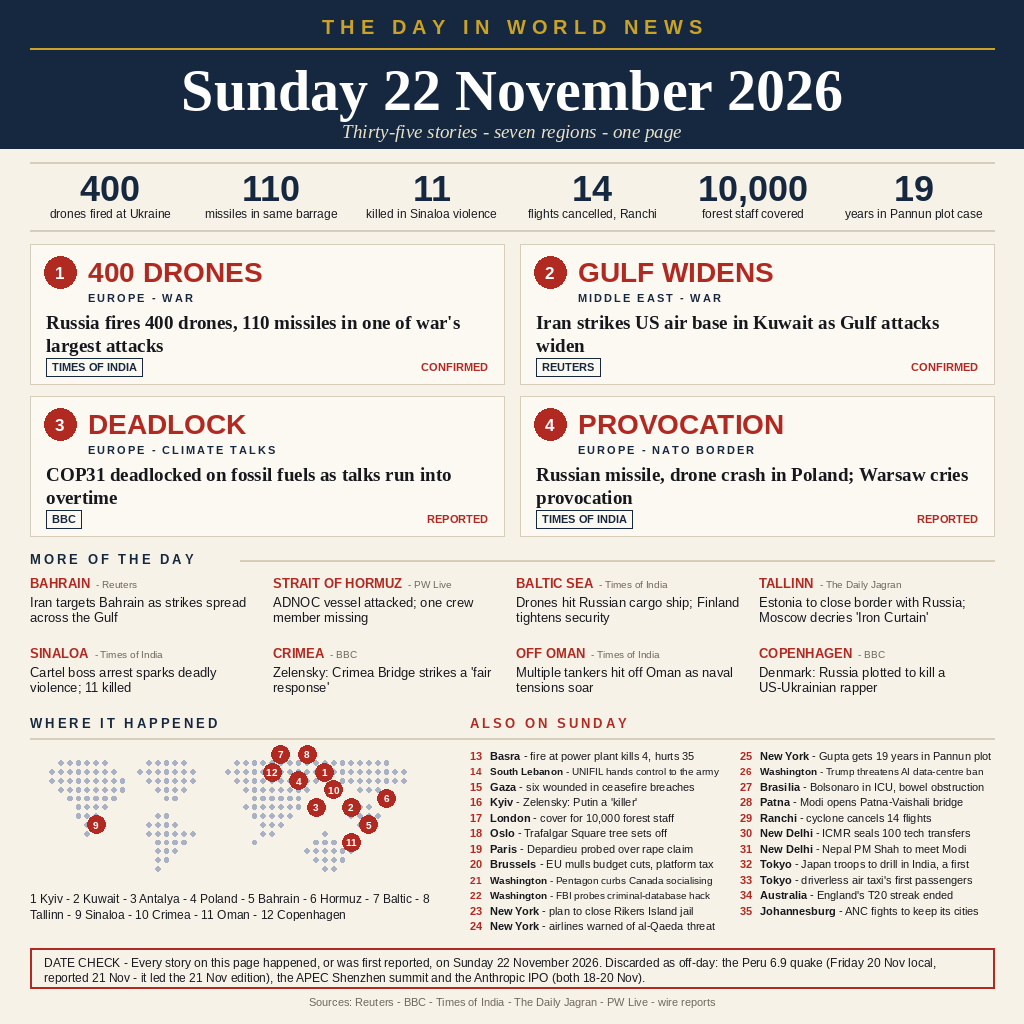 THE DAY IN WORLD NEWS
Sunday 22 November 2026
Thirty-five stories - seven regions - one page
400
drones fired at Ukraine
110
missiles in same barrage
11
killed in Sinaloa violence
14
flights cancelled, Ranchi
10,000
forest staff covered
19
years in Pannun plot case
1
400 DRONES
EUROPE - WAR
Russia fires 400 drones, 110 missiles in one of war's
largest attacks
TIMES OF INDIA
CONFIRMED
2
GULF WIDENS
MIDDLE EAST - WAR
Iran strikes US air base in Kuwait as Gulf attacks
widen
REUTERS
CONFIRMED
3
DEADLOCK
EUROPE - CLIMATE TALKS
COP31 deadlocked on fossil fuels as talks run into
overtime
BBC
REPORTED
4
PROVOCATION
EUROPE - NATO BORDER
Russian missile, drone crash in Poland; Warsaw cries
provocation
TIMES OF INDIA
REPORTED
MORE OF THE DAY
BAHRAIN - Reuters
Iran targets Bahrain as strikes spread
across the Gulf
STRAIT OF HORMUZ - PW Live
ADNOC vessel attacked; one crew
member missing
BALTIC SEA - Times of India
Drones hit Russian cargo ship; Finland
tightens security
TALLINN - The Daily Jagran
Estonia to close border with Russia;
Moscow decries 'Iron Curtain'
SINALOA - Times of India
Cartel boss arrest sparks deadly
violence; 11 killed
CRIMEA - BBC
Zelensky: Crimea Bridge strikes a 'fair
response'
OFF OMAN - Times of India
Multiple tankers hit off Oman as naval
tensions soar
COPENHAGEN - BBC
Denmark: Russia plotted to kill a
US-Ukrainian rapper
WHERE IT HAPPENED
7
8
12
4
1
10
6
3
2
9
5
11
1 Kyiv - 2 Kuwait - 3 Antalya - 4 Poland - 5 Bahrain - 6 Hormuz - 7 Baltic - 8
Tallinn - 9 Sinaloa - 10 Crimea - 11 Oman - 12 Copenhagen
ALSO ON SUNDAY
13 Basra - fire at power plant kills 4, hurts 35
14 South Lebanon - UNIFIL hands control to the army
15 Gaza - six wounded in ceasefire breaches
16 Kyiv - Zelensky: Putin a 'killer'
17 London - cover for 10,000 forest staff
18 Oslo - Trafalgar Square tree sets off
19 Paris - Depardieu probed over rape claim
20 Brussels - EU mulls budget cuts, platform tax
21 Washington - Pentagon curbs Canada socialising
22 Washington - FBI probes criminal-database hack
23 New York - plan to close Rikers Island jail
24 New York - airlines warned of al-Qaeda threat
25 New York - Gupta gets 19 years in Pannun plot
26 Washington - Trump threatens AI data-centre ban
27 Brasilia - Bolsonaro in ICU, bowel obstruction
28 Patna - Modi opens Patna-Vaishali bridge
29 Ranchi - cyclone cancels 14 flights
30 New Delhi - ICMR seals 100 tech transfers
31 New Delhi - Nepal PM Shah to meet Modi
32 Tokyo - Japan troops to drill in India, a first
33 Tokyo - driverless air taxi's first passengers
34 Australia - England's T20 streak ended
35 Johannesburg - ANC fights to keep its cities
DATE CHECK - Every story on this page happened, or was first reported, on Sunday 22 November 2026. Discarded as off-day: the Peru 6.9 quake (Friday 20 Nov local,
reported 21 Nov - it led the 21 Nov edition), the APEC Shenzhen summit and the Anthropic IPO (both 18-20 Nov).
Sources: Reuters - BBC - Times of India - The Daily Jagran - PW Live - wire reports